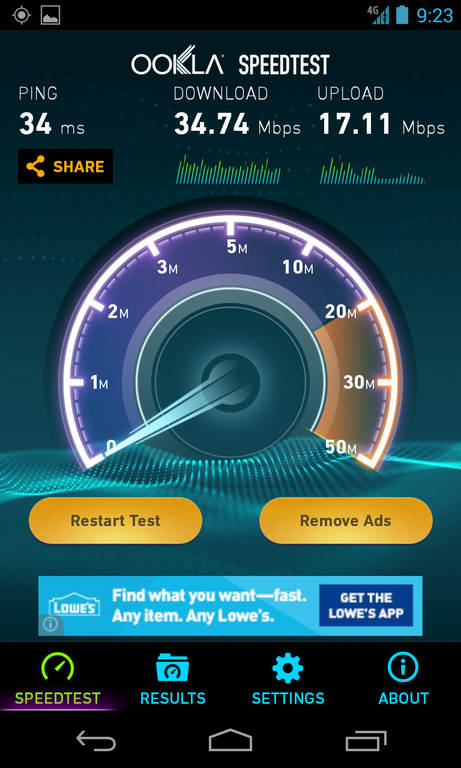 4G 9:23
OOKLA SPEEDTEST
PING DOWNLOAD UPLOAD
34 ms 34.74 Mbps 17.11 Mbps
SHARE
5M
3M 10M
2M 20M
1M 30M
0 50M
Restart Test Remove Ads
LOWE'S
Find what you want—fast.
Any item. Any Lowe's.
GET THE
LOWE'S APP
SPEEDTEST RESULTS SETTINGS ABOUT